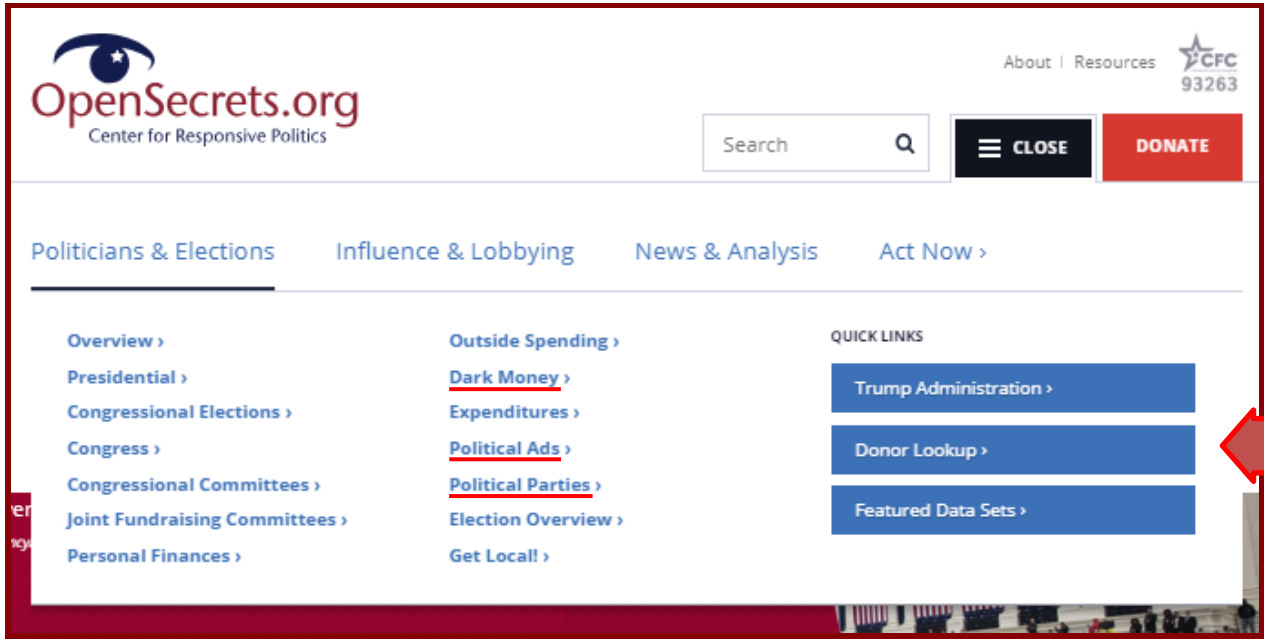 OpenSecrets.org
Center for Responsive Politics
About | Resources
CFC
93263
Search
CLOSE
DONATE
Politicians & Elections
Influence & Lobbying
News & Analysis
Act Now ›
Overview ›
Presidential ›
Congressional Elections ›
Congress ›
Congressional Committees ›
Joint Fundraising Committees ›
Personal Finances ›
Outside Spending ›
Dark Money ›
Expenditures ›
Political Ads ›
Political Parties ›
Election Overview ›
Get Local! ›
QUICK LINKS
Trump Administration ›
Donor Lookup ›
Featured Data Sets ›